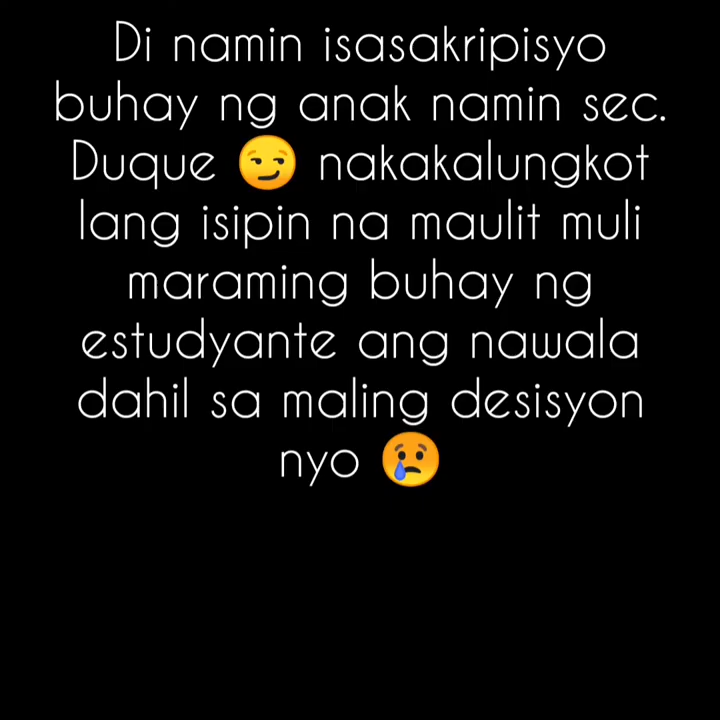 Di namin isasakripisyo
buhay ng anak namin sec.
Duque 😏 nakakalungkot
lang isipin na maulit muli
maraming buhay ng
estudyante ang nawala
dahil sa maling desisyon
nyo 😢